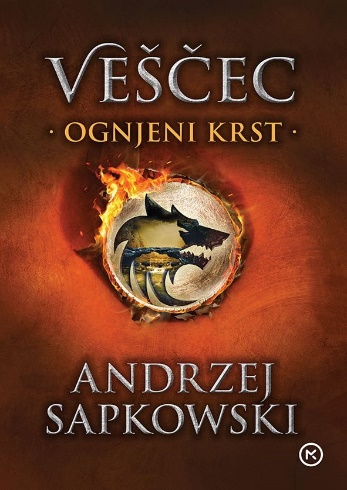 VEŠČEC
· OGNJENI KRST ·
ANDRZEJ
SAPKOWSKI